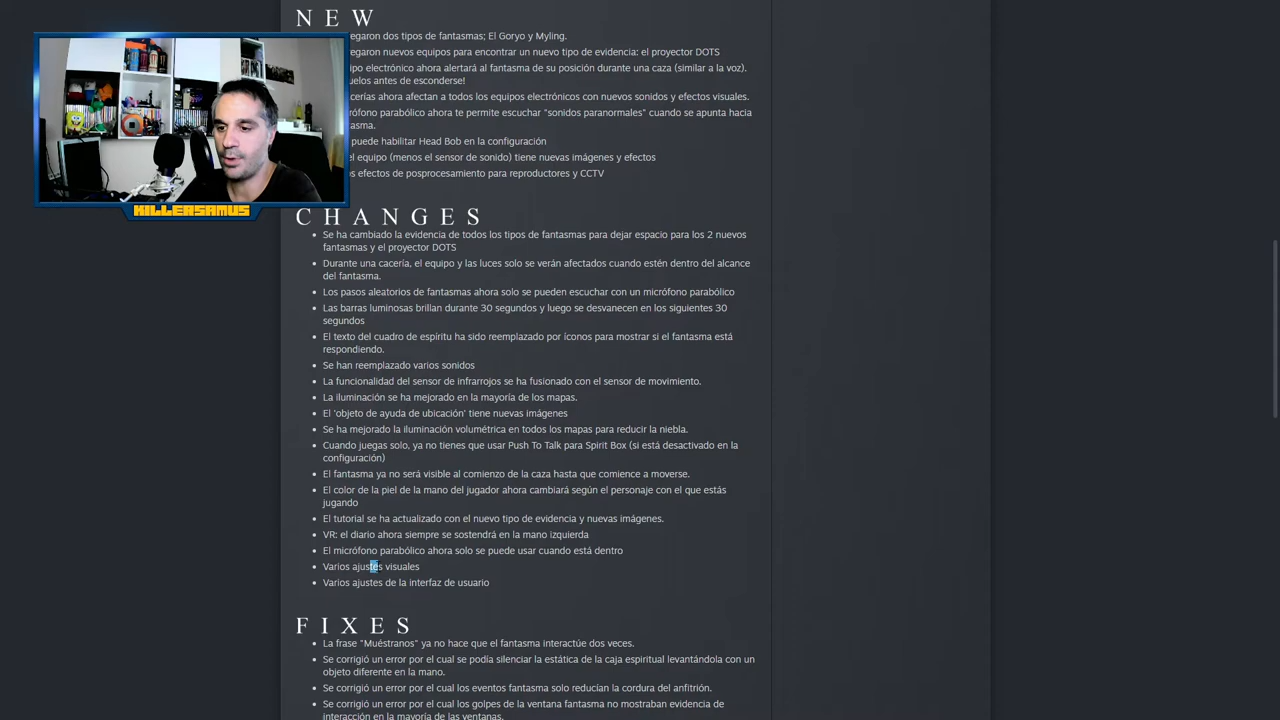 NEW
egaron dos tipos de fantasmas; El Goryo y Myling.
egaron nuevos equipos para encontrar un nuevo tipo de evidencia: el proyector DOTS
ipo electrónico ahora alertará al fantasma de su posición durante una caza (similar a la voz).
uelos antes de esconderse!
cerías ahora afectan a todos los equipos electrónicos con nuevos sonidos y efectos visuales.
rófono parabólico ahora te permite escuchar "sonidos paranormales" cuando se apunta hacia
asma.
puede habilitar Head Bob en la configuración
el equipo (menos el sensor de sonido) tiene nuevas imágenes y efectos
os efectos de posprocesamiento para reproductores y CCTV
KILLERSAMUS
CHANGES
• Se ha cambiado la evidencia de todos los tipos de fantasmas para dejar espacio para los 2 nuevos
fantasmas y el proyector DOTS
• Durante una cacería, el equipo y las luces solo se verán afectados cuando estén dentro del alcance
del fantasma.
• Los pasos aleatorios de fantasmas ahora solo se pueden escuchar con un micrófono parabólico
• Las barras luminosas brillan durante 30 segundos y luego se desvanecen en los siguientes 30
segundos
• El texto del cuadro de espíritu ha sido reemplazado por íconos para mostrar si el fantasma está
respondiendo.
• Se han reemplazado varios sonidos
• La funcionalidad del sensor de infrarrojos se ha fusionado con el sensor de movimiento.
• La iluminación se ha mejorado en la mayoría de los mapas.
• El 'objeto de ayuda de ubicación' tiene nuevas imágenes
• Se ha mejorado la iluminación volumétrica en todos los mapas para reducir la niebla.
• Cuando juegas solo, ya no tienes que usar Push To Talk para Spirit Box (si está desactivado en la
configuración)
• El fantasma ya no será visible al comienzo de la caza hasta que comience a moverse.
• El color de la piel de la mano del jugador ahora cambiará según el personaje con el que estás
jugando
• El tutorial se ha actualizado con el nuevo tipo de evidencia y nuevas imágenes.
• VR: el diario ahora siempre se sostendrá en la mano izquierda
• El micrófono parabólico ahora solo se puede usar cuando está dentro
• Varios ajustes visuales
• Varios ajustes de la interfaz de usuario
FIXES
• La frase "Muéstranos" ya no hace que el fantasma interactúe dos veces.
• Se corrigió un error por el cual se podía silenciar la estática de la caja espiritual levantándola con un
objeto diferente en la mano.
• Se corrigió un error por el cual los eventos fantasma solo reducían la cordura del anfitrión.
• Se corrigió un error por el cual los golpes de la ventana fantasma no mostraban evidencia de
interacción en la mayoría de las ventanas.